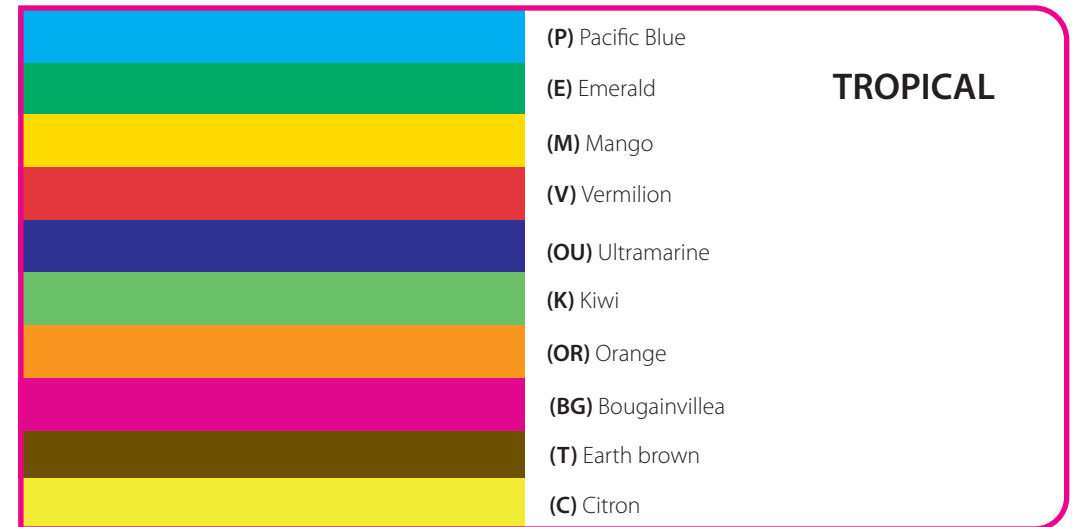 (P) Pacific Blue
(E) Emerald
TROPICAL
(M) Mango
(V) Vermilion
(OU) Ultramarine
(K) Kiwi
(OR) Orange
(BG) Bougainvillea
(T) Earth brown
(C) Citron